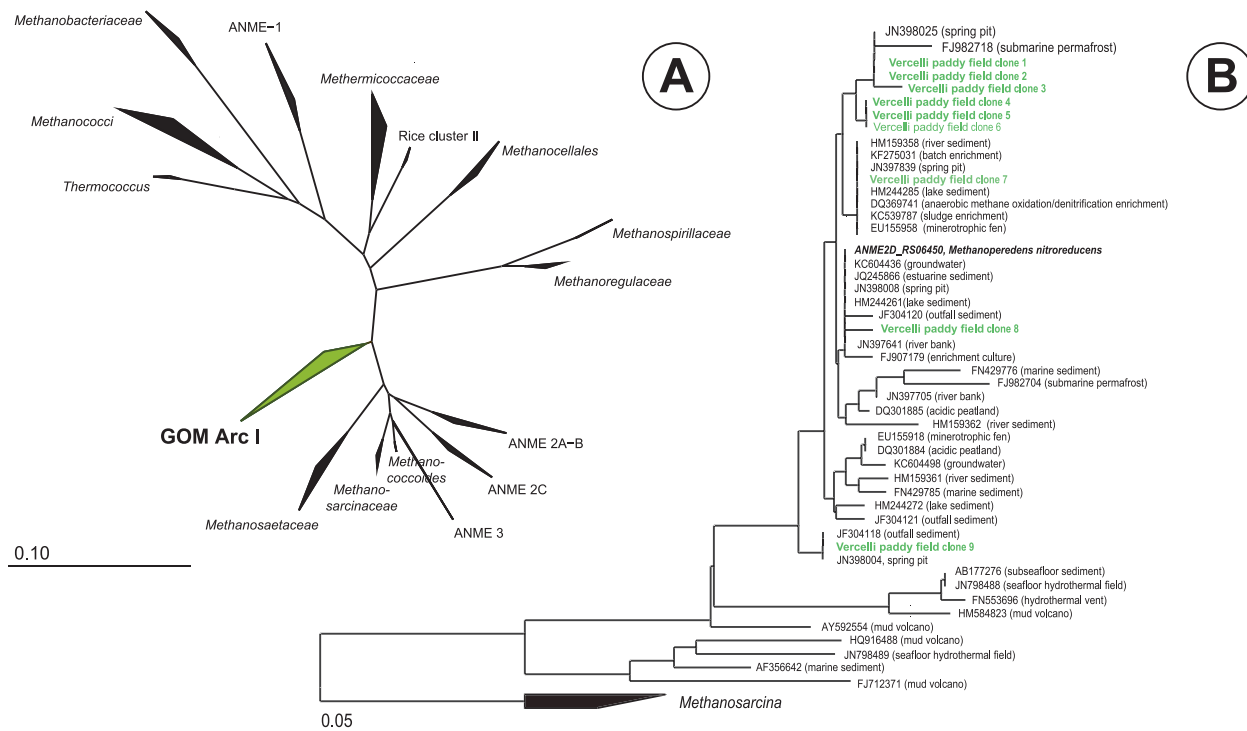 Methanobacteriaceae
ANME−1
A
Methermicoccaceae
Methanococci
Rice cluster II
Methanocellales
Thermococcus
Methanospirillaceae
Methanoregulaceae
GOM Arc I
ANME 2A−B
Methano-
coccoides
ANME 2C
Methano-
sarcinaceae
Methanosaetaceae
ANME 3
0.10
B
JN398025 (spring pit)
FJ982718 (submarine permafrost)
Vercelli paddy field clone 1
Vercelli paddy field clone 2
Vercelli paddy field clone 3
Vercelli paddy field clone 4
Vercelli paddy field clone 5
Vercelli paddy field clone 6
HM159358 (river sediment)
KF275031 (batch enrichment)
JN397839 (spring pit)
Vercelli paddy field clone 7
HM244285 (lake sediment)
DQ369741 (anaerobic methane oxidation/denitrification enrichment)
KC539787 (sludge enrichment)
EU155958 (minerotrophic fen)
ANME2D_RS06450, Methanoperedens nitroreducens
KC604436 (groundwater)
JQ245866 (estuarine sediment)
JN398008 (spring pit)
HM244261(lake sediment)
JF304120 (outfall sediment)
Vercelli paddy field clone 8
JN397641 (river bank)
FJ907179 (enrichment culture)
FN429776 (marine sediment)
FJ982704 (submarine permafrost)
JN397705 (river bank)
DQ301885 (acidic peatland)
HM159362 (river sediment)
EU155918 (minerotrophic fen)
DQ301884 (acidic peatland)
KC604498 (groundwater)
HM159361 (river sediment)
FN429785 (marine sediment)
HM244272 (lake sediment)
JF304121 (outfall sediment)
JF304118 (outfall sediment)
Vercelli paddy field clone 9
JN398004, spring pit
AB177276 (subseafloor sediment)
JN798488 (seafloor hydrothermal field)
FN553696 (hydrothermal vent)
HM584823 (mud volcano)
AY592554 (mud volcano)
HQ916488 (mud volcano)
JN798489 (seafloor hydrothermal field)
AF356642 (marine sediment)
FJ712371 (mud volcano)
Methanosarcina
0.05